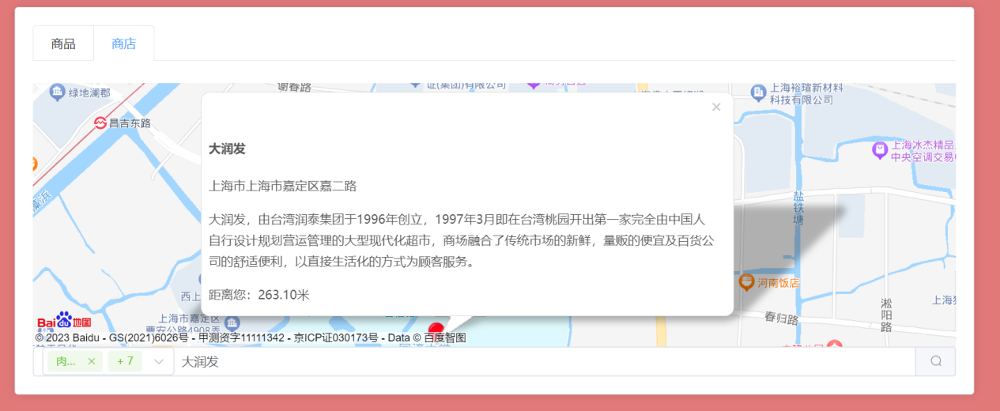 商品
商店
绿地澜郡
谢春路
昌吉东路
上海裕瑄新材料
科技有限公司
上海冰杰精品
中央空调交易
盐铁塘
大润发
上海市上海市嘉定区嘉二路
大润发，由台湾润泰集团于1996年创立，1997年3月即在台湾桃园开出第一家完全由中国人
自行设计规划营运管理的大型现代化超市，商场融合了传统市场的新鲜，量贩的便宜及百货公
司的舒适便利，以直接生活化的方式为顾客服务。
距离您：263.10米
河南饭店
淞阳路
春归路
上海
西上
上海市嘉定区
曹安公路4908弄
Bai du 地图
© 2023 Baidu - GS(2021)6026号 - 甲测资字11111342 - 京ICP证030173号 - Data © 百度智图
肉... × + 7 大润发